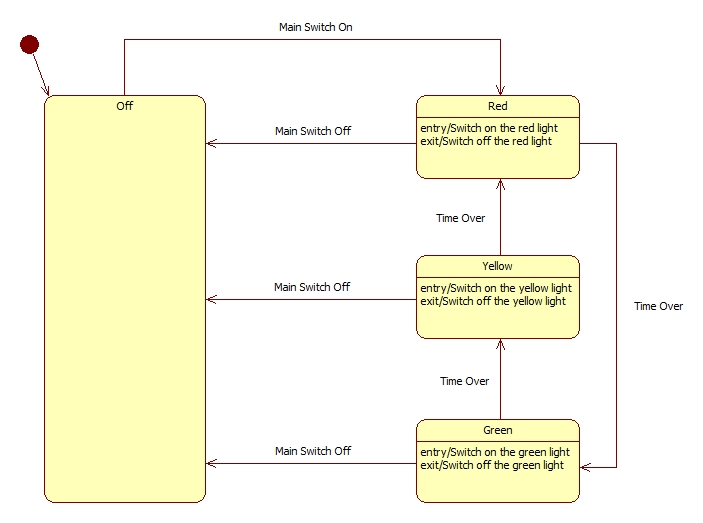 Main Switch On
Off
Red
entry/Switch on the red light
exit/Switch off the red light
Main Switch Off
Time Over
Yellow
entry/Switch on the yellow light
exit/Switch off the yellow light
Main Switch Off
Time Over
Time Over
Green
entry/Switch on the green light
exit/Switch off the green light
Main Switch Off